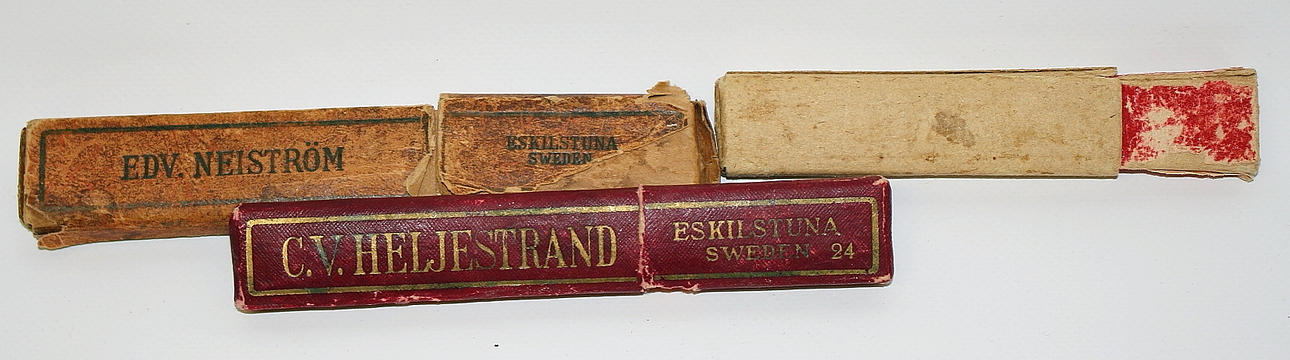 EDV. NEISTRÖM
ESKILSTUNA
SWEDEN
C.V. HELJESTRAND
ESKILSTUNA
SWEDEN 24